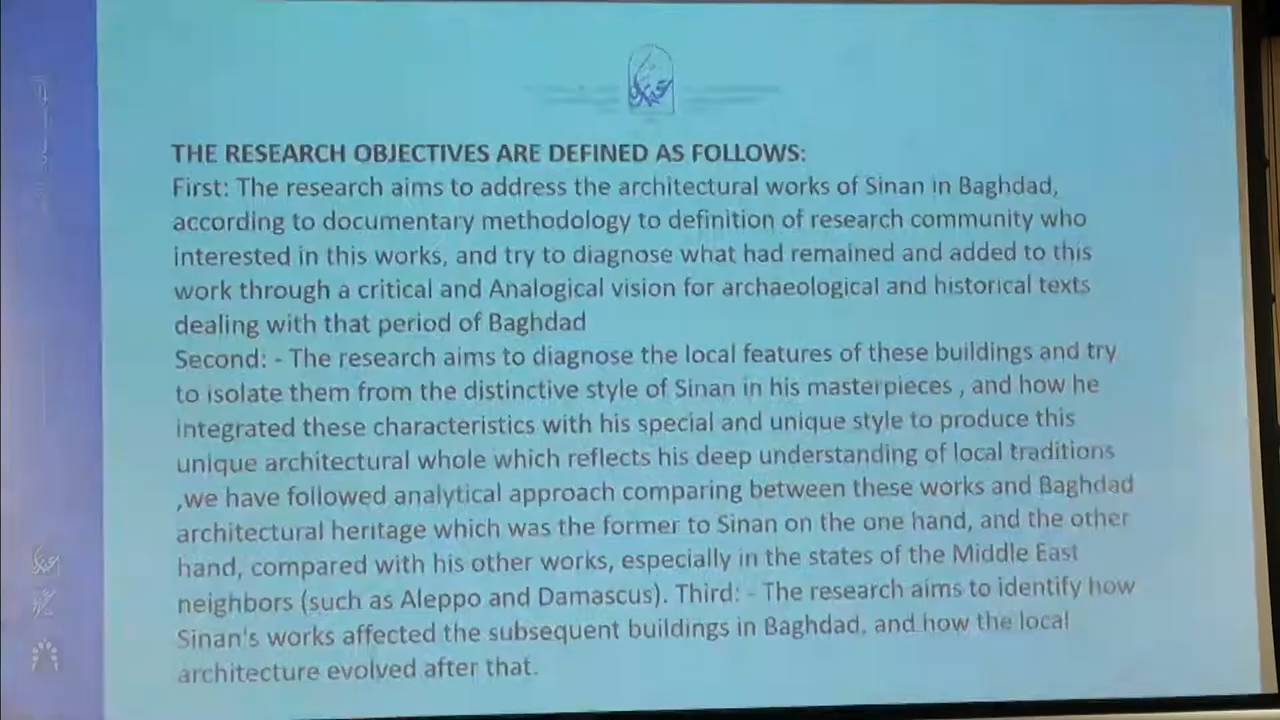 THE RESEARCH OBJECTIVES ARE DEFINED AS FOLLOWS:
First: The research aims to address the architectural works of Sinan in Baghdad,
according to documentary methodology to definition of research community who
interested in this works, and try to diagnose what had remained and added to this
work through a critical and Analogical vision for archaeological and historical texts
dealing with that period of Baghdad
Second: - The research aims to diagnose the local features of these buildings and try
to isolate them from the distinctive style of Sinan in his masterpieces , and how he
integrated these characteristics with his special and unique style to produce this
unique architectural whole which reflects his deep understanding of local traditions
,we have followed analytical approach comparing between these works and Baghdad
architectural heritage which was the former to Sinan on the one hand, and the other
hand, compared with his other works, especially in the states of the Middle East
neighbors (such as Aleppo and Damascus). Third: - The research aims to identify how
Sinan's works affected the subsequent buildings in Baghdad, and how the local
architecture evolved after that.